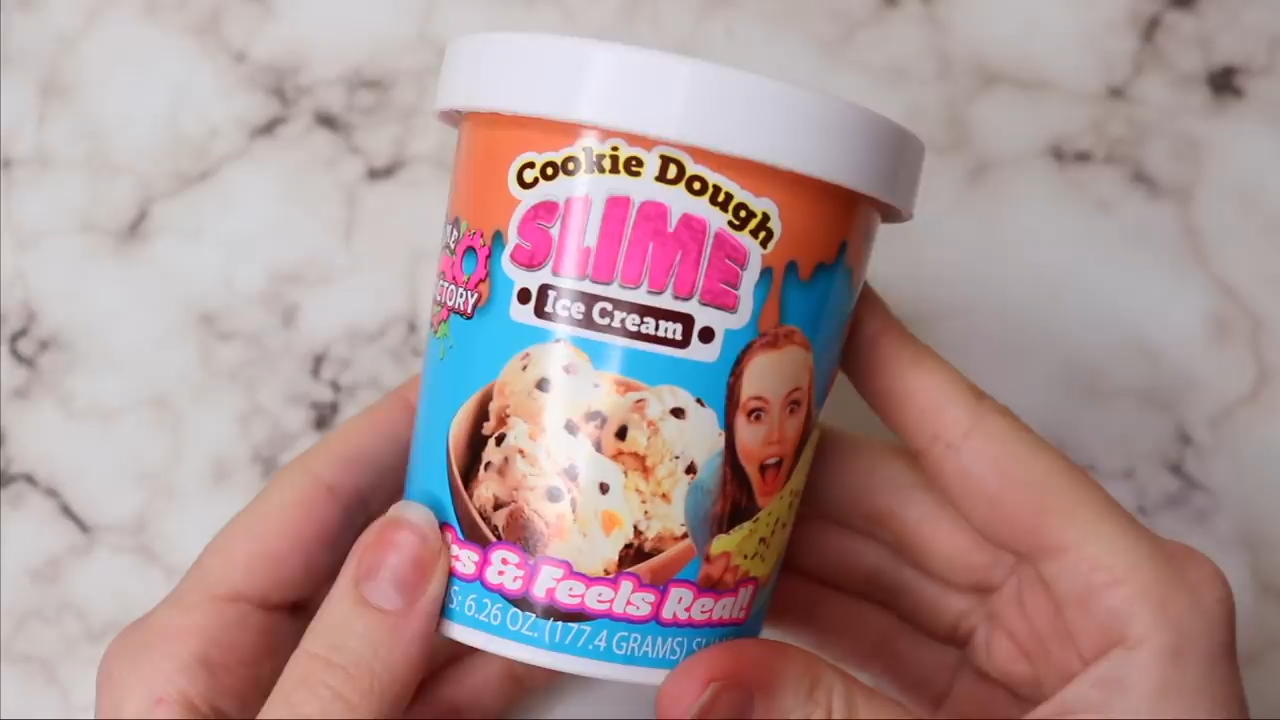 Cookie Dough
SLIME
Ice Cream
& Feels Real!
6.26 OZ. (177.4 GRAMS)